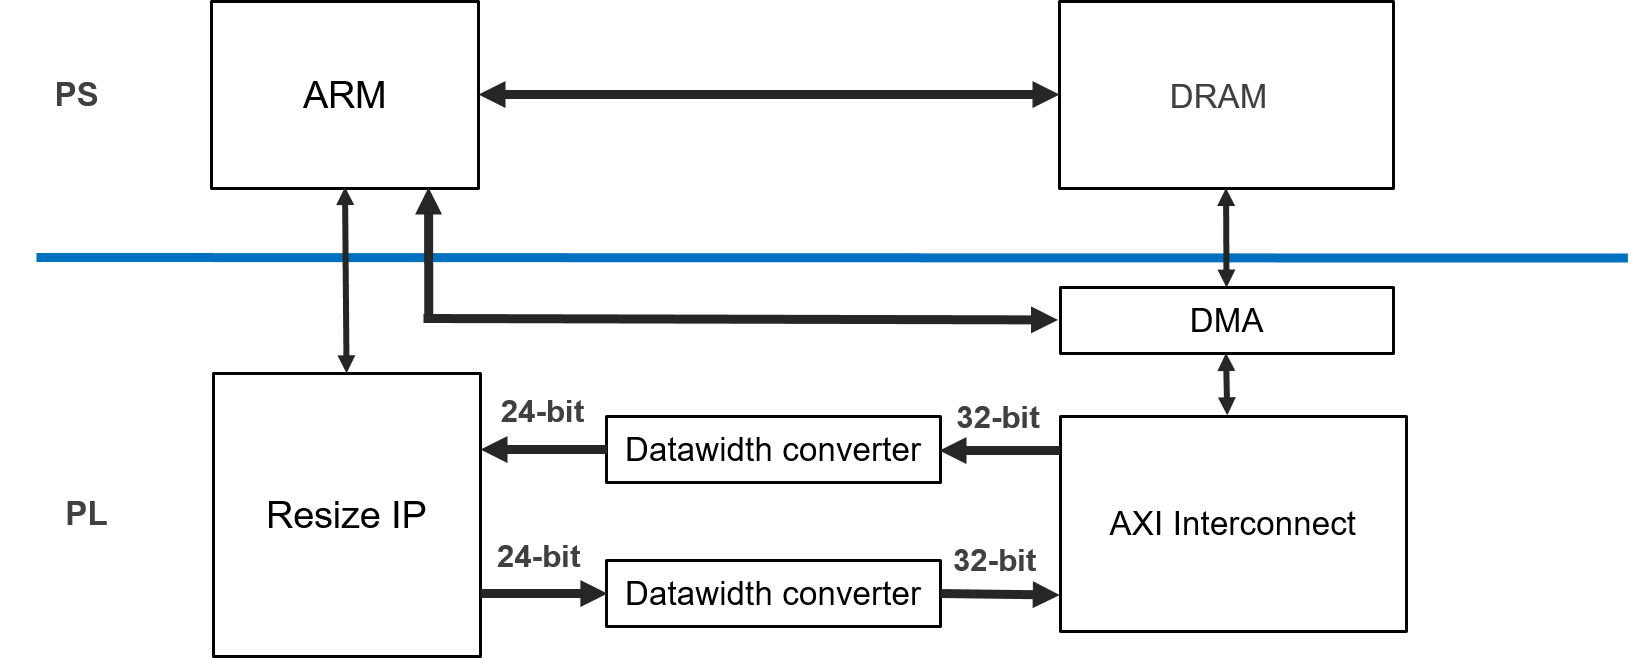 PS
ARM
DRAM
DMA
24-bit
32-bit
Datawidth converter
PL
Resize IP
AXI Interconnect
24-bit
32-bit
Datawidth converter